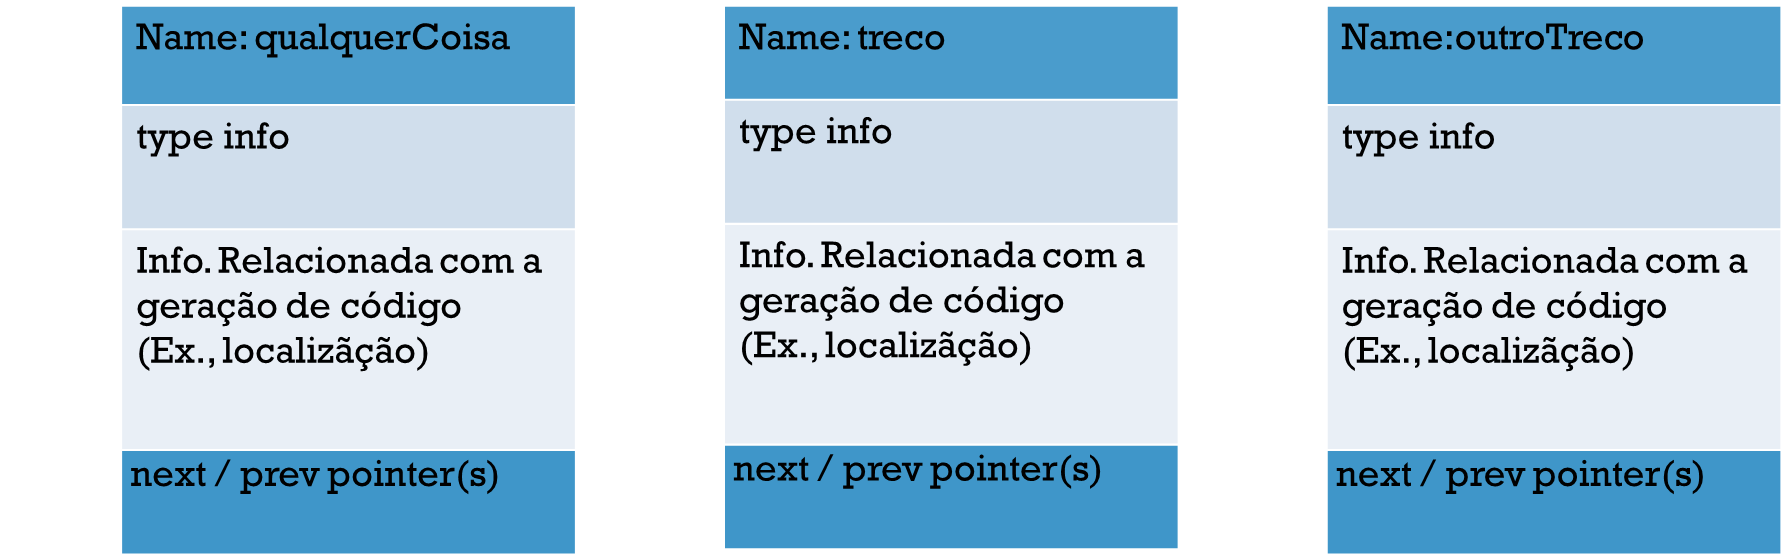 Name: qualquerCoisa
type info
Info. Relacionada com a
geração de código
(Ex., localizãção)
next / prev pointer(s)
Name: treco
type info
Info. Relacionada com a
geração de código
(Ex., localizãção)
next / prev pointer(s)
Name:outroTreco
type info
Info. Relacionada com a
geração de código
(Ex., localizãção)
next / prev pointer(s)